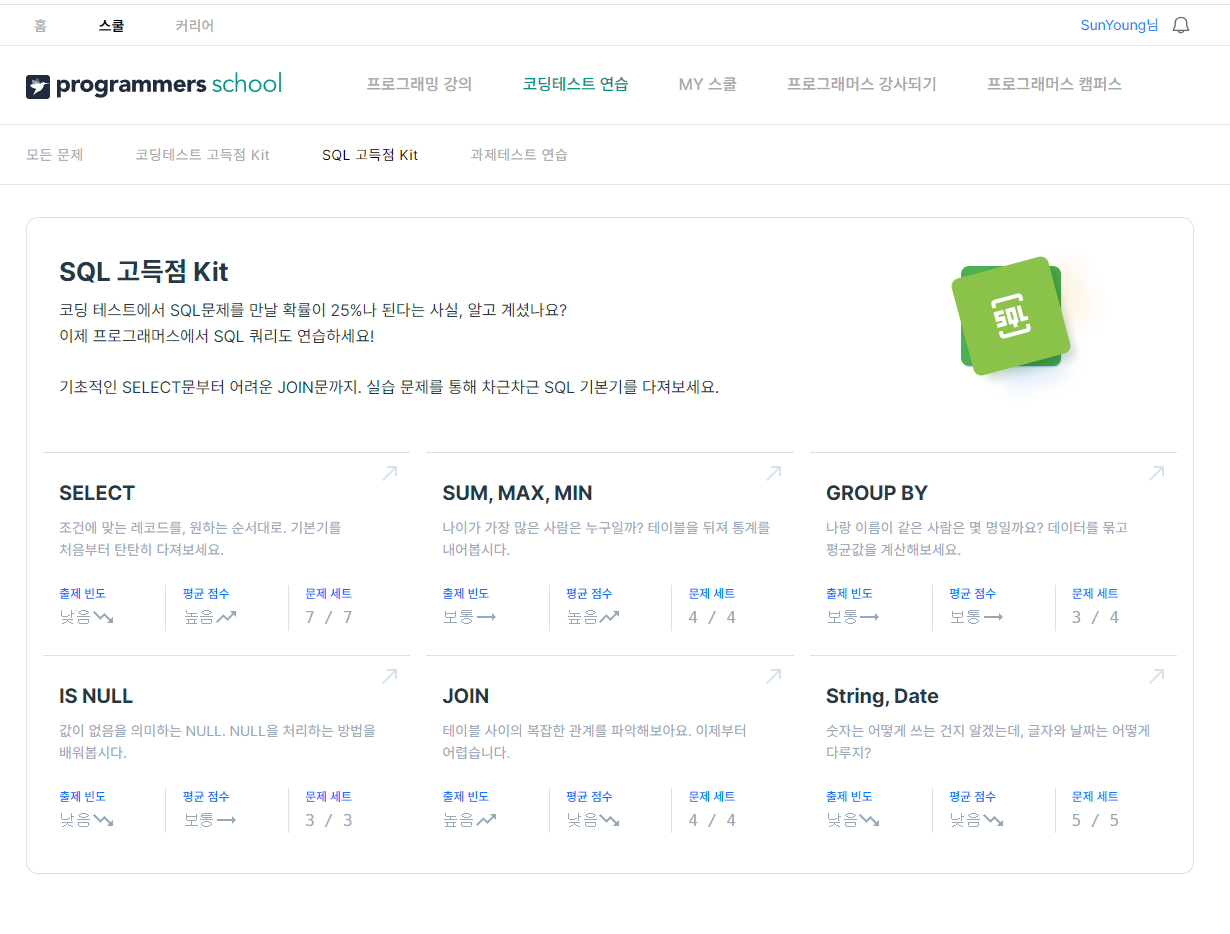 홈 스쿨 커리어 SunYoung님
programmers school 프로그래밍 강의 코딩테스트 연습 MY 스쿨 프로그래머스 강사되기 프로그래머스 캠퍼스
모든 문제 코딩테스트 고득점 Kit SQL 고득점 Kit 과제테스트 연습
SQL 고득점 Kit
코딩 테스트에서 SQL문제를 만날 확률이 25%나 된다는 사실, 알고 계셨나요?
이제 프로그래머스에서 SQL 쿼리도 연습하세요!
SQL
기초적인 SELECT문부터 어려운 JOIN문까지. 실습 문제를 통해 차근차근 SQL 기본기를 다져보세요.
SELECT
조건에 맞는 레코드를, 원하는 순서대로. 기본기를
처음부터 탄탄히 다져보세요.
출제 빈도 평균 점수 문제 세트
낮음 높음 7 / 7
SUM, MAX, MIN
나이가 가장 많은 사람은 누구일까? 테이블을 뒤져 통계를
내어봅시다.
출제 빈도 평균 점수 문제 세트
보통 높음 4 / 4
GROUP BY
나랑 이름이 같은 사람은 몇 명일까요? 데이터를 묶고
평균값을 계산해보세요.
출제 빈도 평균 점수 문제 세트
보통 보통 3 / 4
IS NULL
값이 없음을 의미하는 NULL. NULL을 처리하는 방법을
배워봅시다.
출제 빈도 평균 점수 문제 세트
낮음 보통 3 / 3
JOIN
테이블 사이의 복잡한 관계를 파악해보아요. 이제부터
어렵습니다.
출제 빈도 평균 점수 문제 세트
높음 낮음 4 / 4
String, Date
숫자는 어떻게 쓰는 건지 알겠는데, 글자와 날짜는 어떻게
다루지?
출제 빈도 평균 점수 문제 세트
낮음 낮음 5 / 5